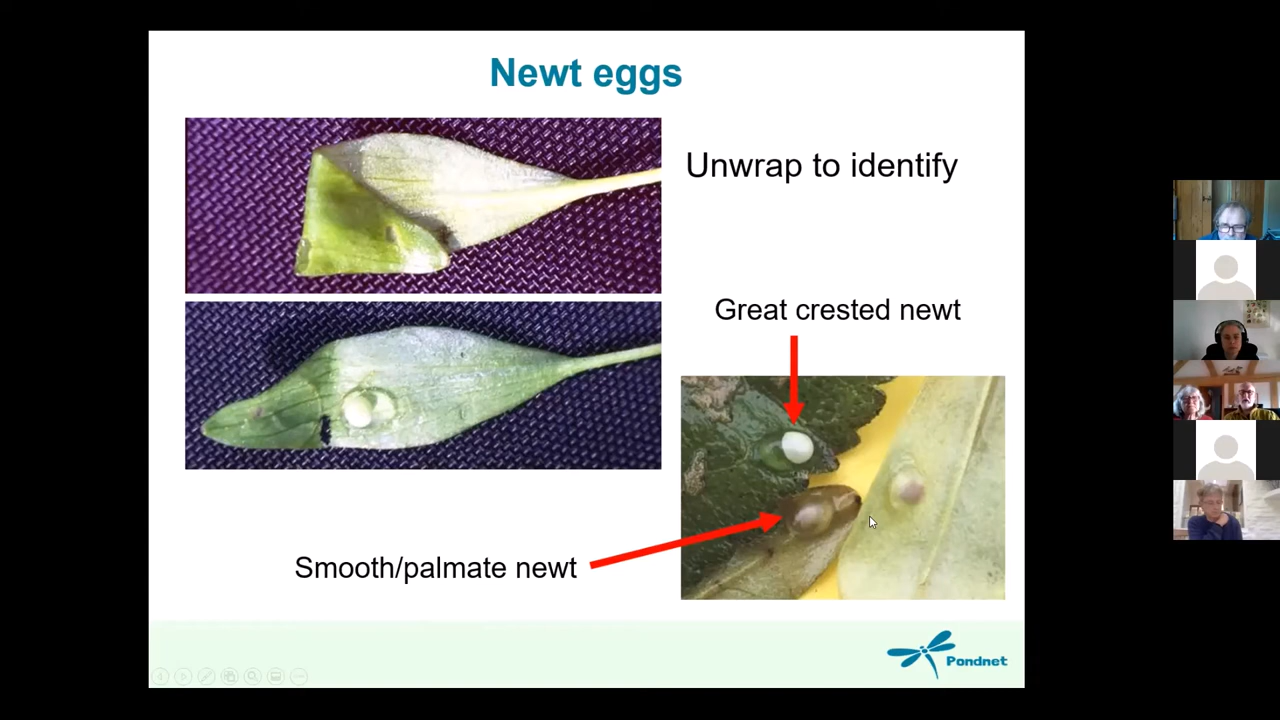 Newt eggs
Unwrap to identify
Great crested newt
Smooth/palmate newt
Pondnet